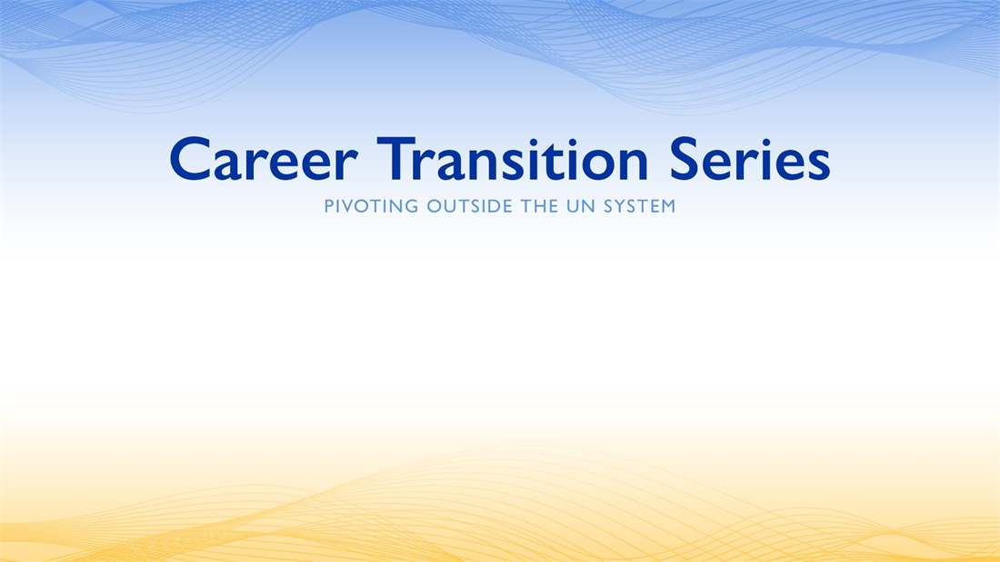 Career Transition Series
PIVOTING OUTSIDE THE UN SYSTEM